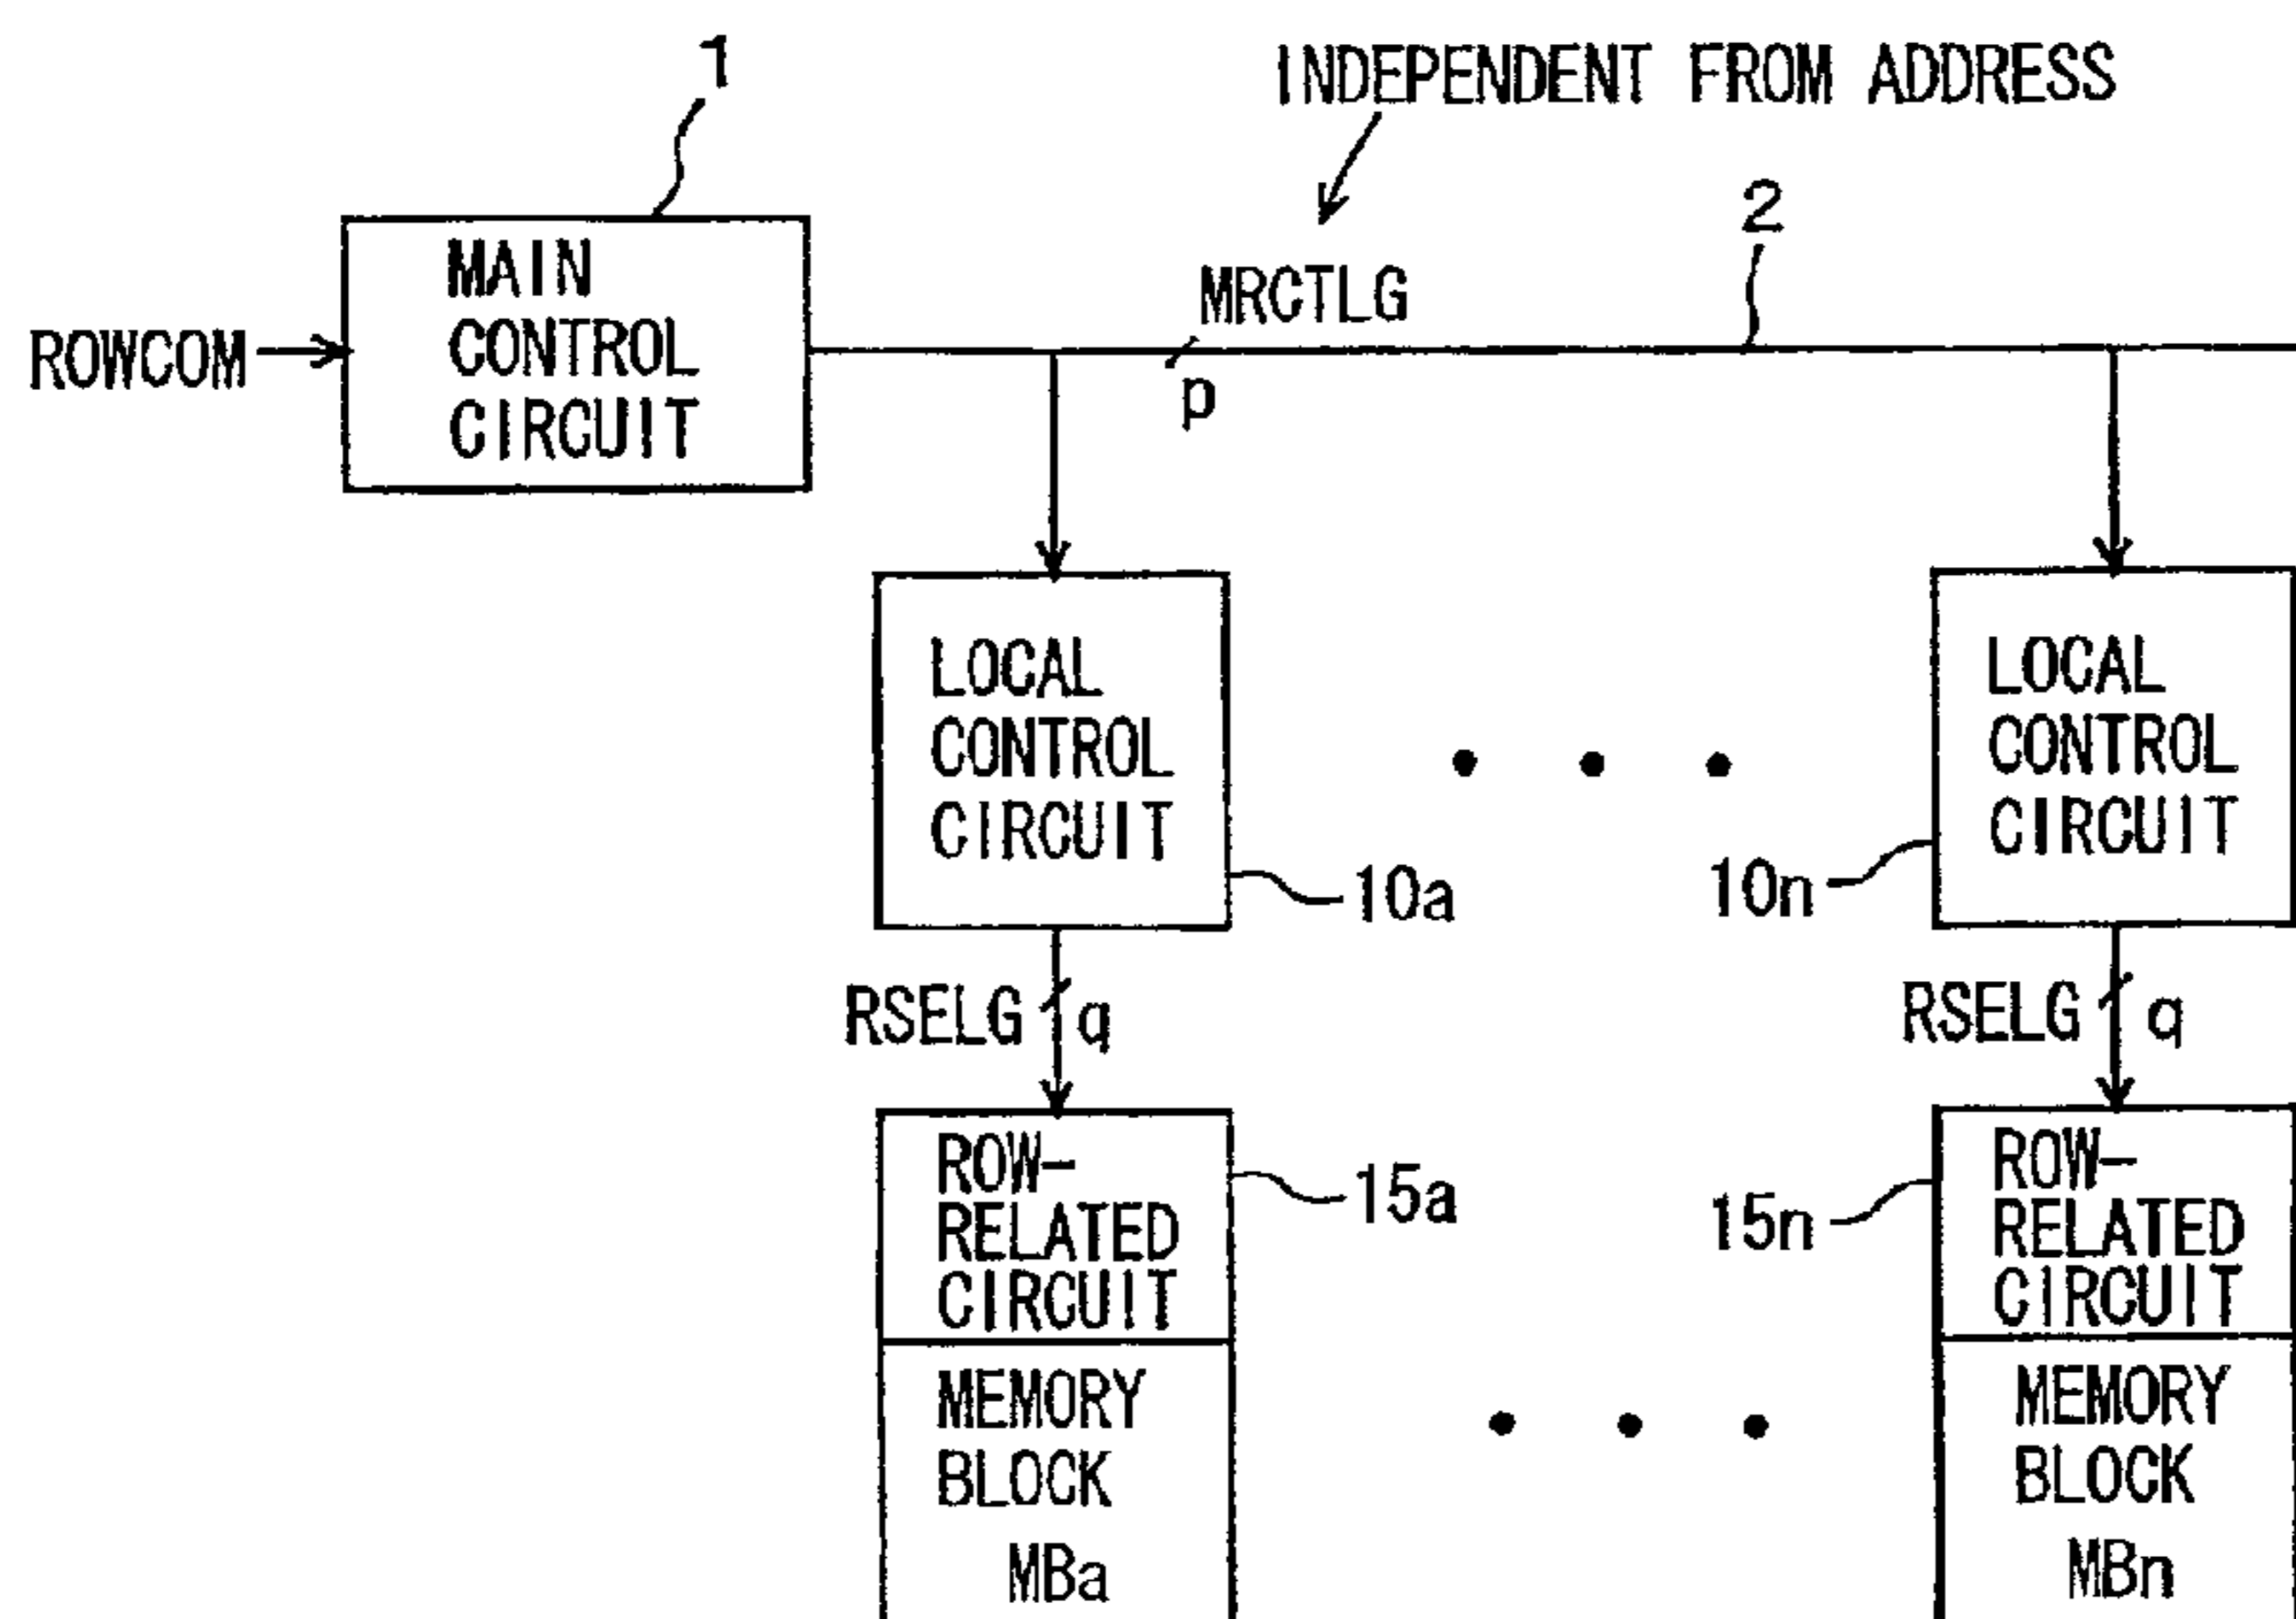 1
INDEPENDENT FROM ADDRESS
2
MAIN
CONTROL
CIRCUIT
ROWCOM
MRCTLG
p
LOCAL
CONTROL
CIRCUIT
10a
LOCAL
CONTROL
CIRCUIT
10n
RSELG
q
RSELG
q
ROW-
RELATED
CIRCUIT
15a
ROW-
RELATED
CIRCUIT
15n
MEMORY
BLOCK
MBa
MEMORY
BLOCK
MBn